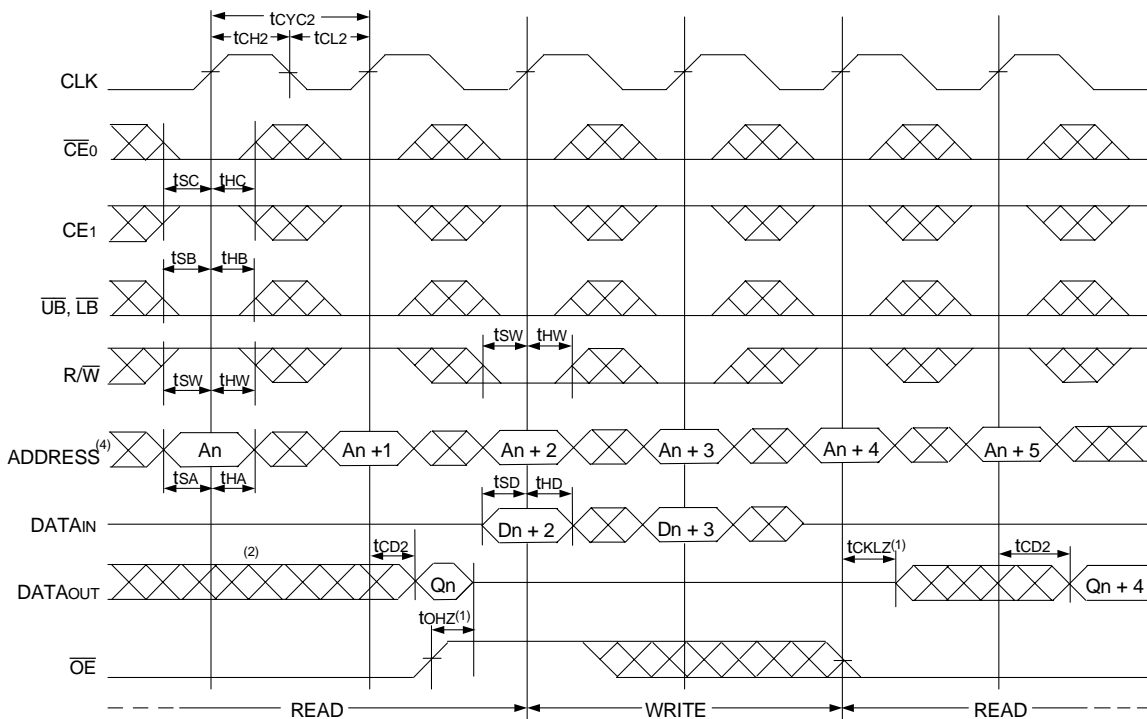 tCYC2
tCH2 tCL2
CLK
CE0
tSC tHC
CE1
tSB tHB
UB, LB
tSW tHW
R/W
tSW tHW
ADDRESS(4) An An +1 An + 2 An + 3 An + 4 An + 5
tSA tHA
tSD tHD
DATAIN Dn + 2 Dn + 3
tCD2 tCKLZ(1) tCD2
(2)
DATAOUT Qn Qn + 4
tOHZ(1)
OE
READ WRITE READ